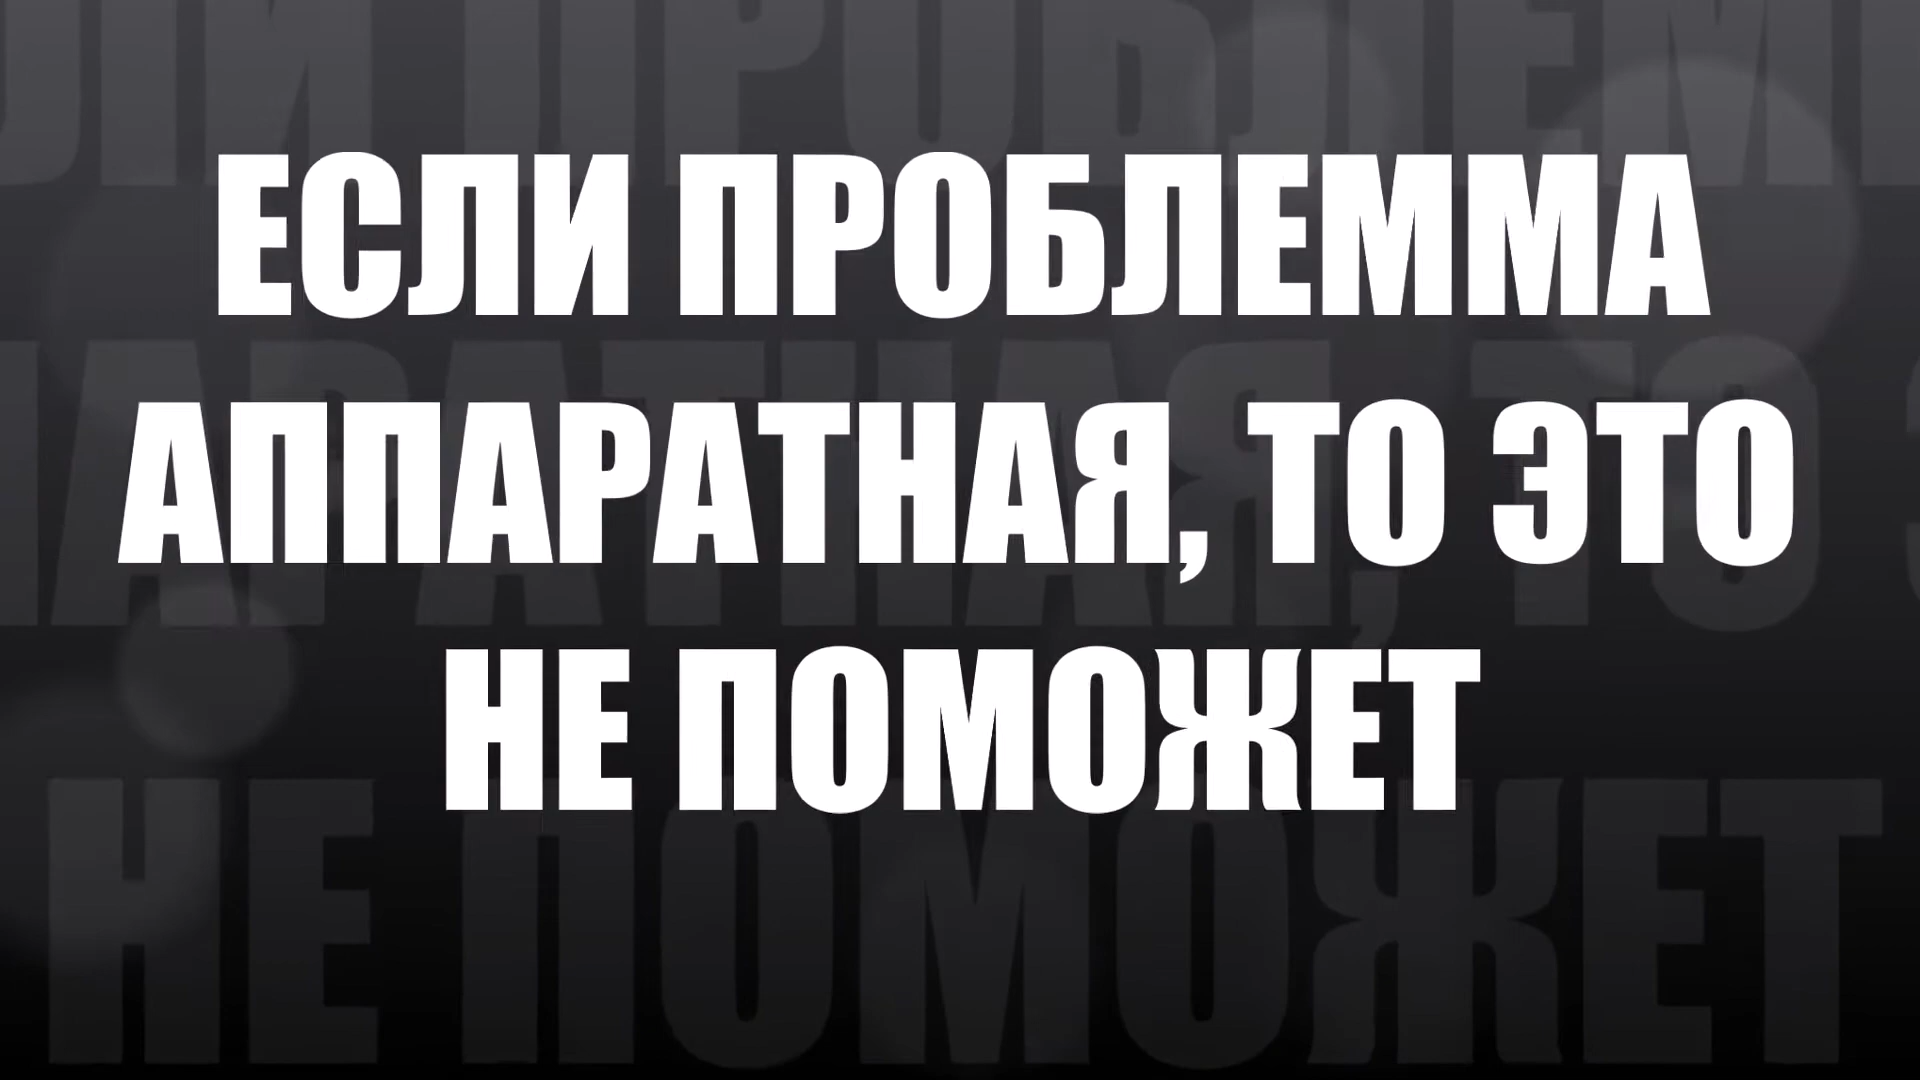 ЕСЛИ ПРОБЛЕММА
АППАРАТНАЯ, ТО ЭТО
НЕ ПОМОЖЕТ